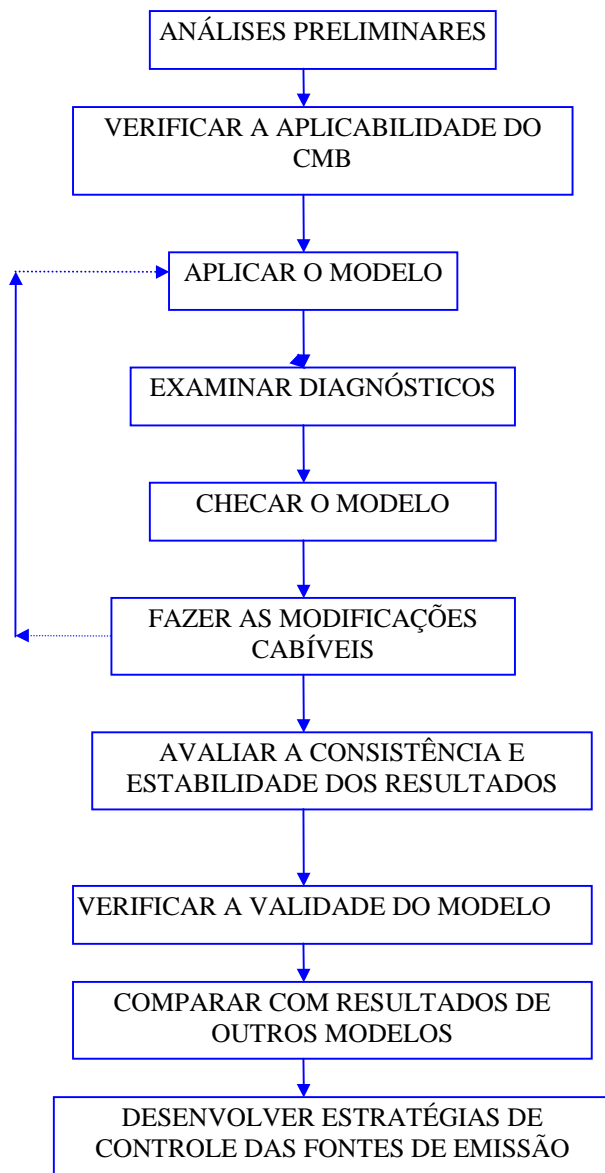 ANÁLISES PRELIMINARES
VERIFICAR A APLICABILIDADE DO
CMB
APLICAR O MODELO
EXAMINAR DIAGNÓSTICOS
CHECAR O MODELO
FAZER AS MODIFICAÇÕES
CABÍVEIS
AVALIAR A CONSISTÊNCIA E
ESTABILIDADE DOS RESULTADOS
VERIFICAR A VALIDADE DO MODELO
COMPARAR COM RESULTADOS DE
OUTROS MODELOS
DESENVOLVER ESTRATÉGIAS DE
CONTROLE DAS FONTES DE EMISSÃO